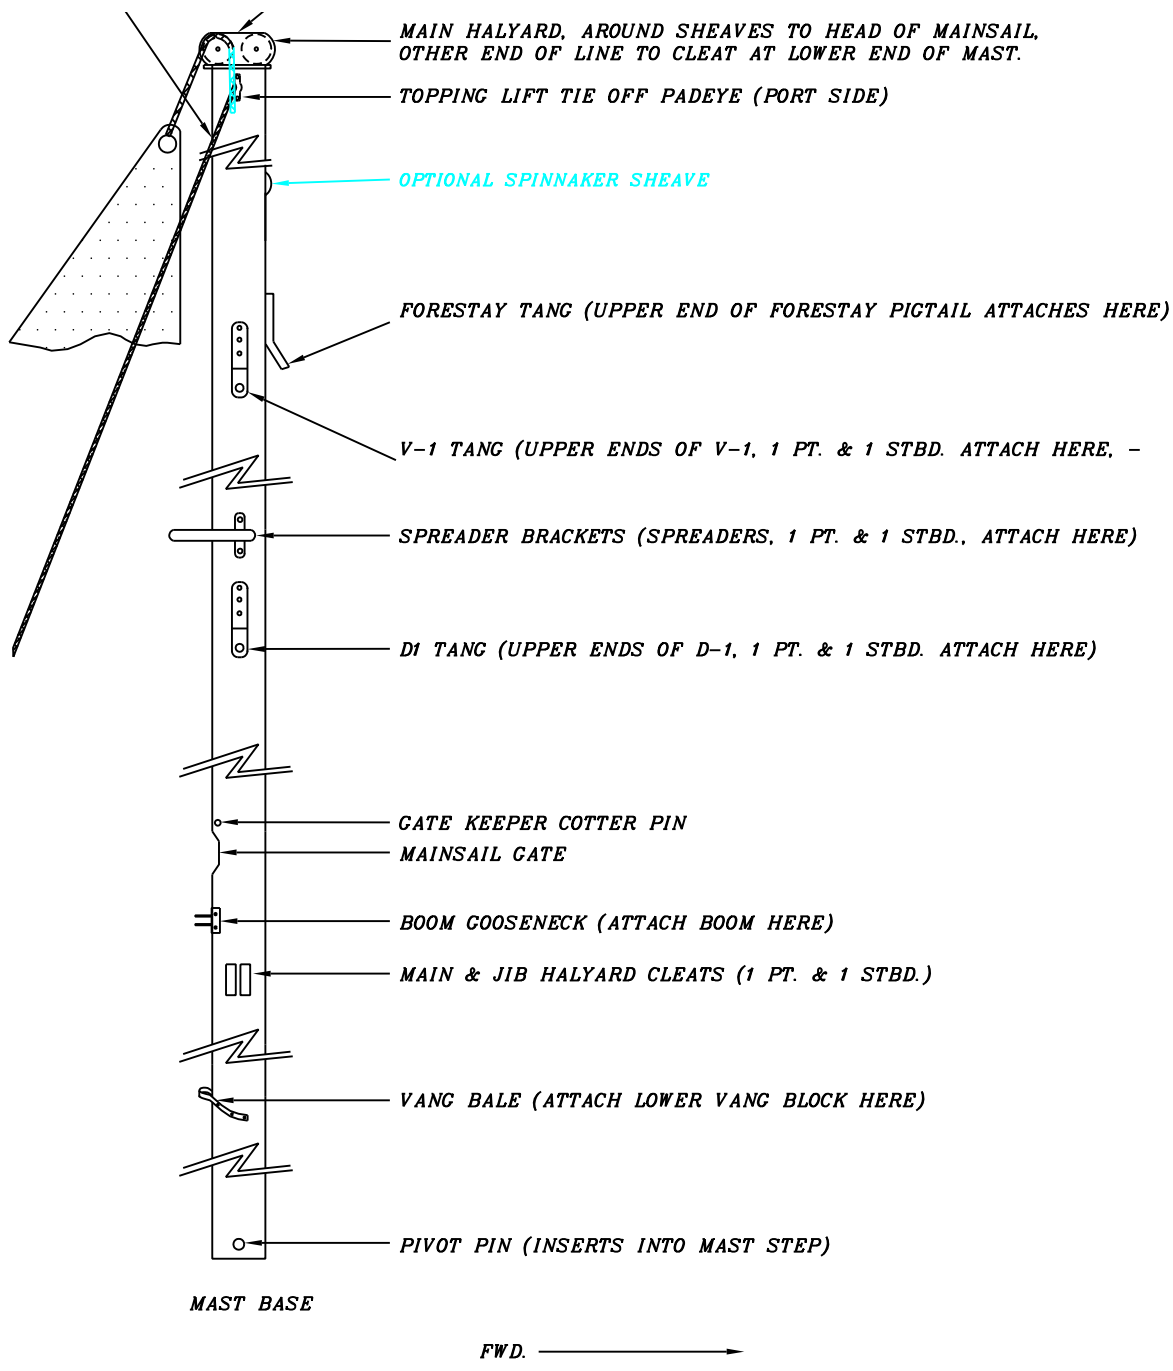 MAIN HALYARD, AROUND SHEAVES TO HEAD OF MAINSAIL,
OTHER END OF LINE TO CLEAT AT LOWER END OF MAST.
TOPPING LIFT TIE OFF PADEYE (PORT SIDE)
OPTIONAL SPINNAKER SHEAVE
FORESTAY TANG (UPPER END OF FORESTAY PIGTAIL ATTACHES HERE)
V-1 TANG (UPPER ENDS OF V-1, 1 PT. & 1 STBD. ATTACH HERE, -
SPREADER BRACKETS (SPREADERS, 1 PT. & 1 STBD., ATTACH HERE)
D1 TANG (UPPER ENDS OF D-1, 1 PT. & 1 STBD. ATTACH HERE)
GATE KEEPER COTTER PIN
MAINSAIL GATE
BOOM GOOSENECK (ATTACH BOOM HERE)
MAIN & JIB HALYARD CLEATS (1 PT. & 1 STBD.)
VANG BALE (ATTACH LOWER VANG BLOCK HERE)
PIVOT PIN (INSERTS INTO MAST STEP)
MAST BASE
FWD.